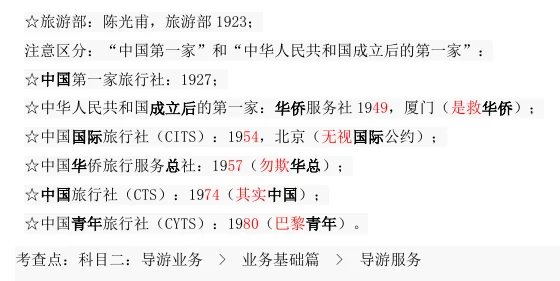 ☆旅游部：陈光甫，旅游部 1923；
注意区分：“中国第一家”和“中华人民共和国成立后的第一家”：
☆中国第一家旅行社：1927；
☆中华人民共和国成立后的第一家：华侨服务社 1949，厦门（是救华侨）；
☆中国国际旅行社（CITS）：1954，北京（无视国际公约）；
☆中国华侨旅行服务总社：1957（勿欺华总）；
☆中国旅行社（CTS）：1974（其实中国）；
☆中国青年旅行社（CYTS）：1980（巴黎青年）。
考查点：科目二：导游业务 > 业务基础篇 > 导游服务